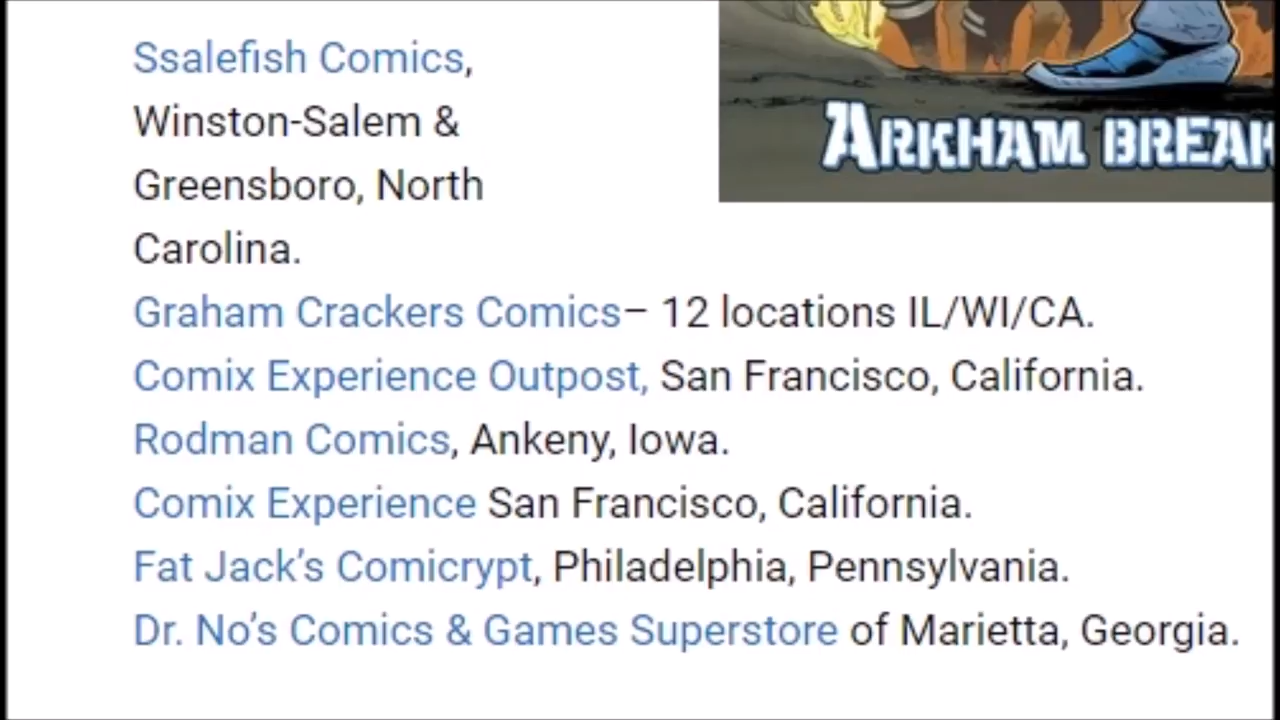 Ssalefish Comics,
Winston-Salem &
Greensboro, North
Carolina.
ARKHAM
Graham Crackers Comics– 12 locations IL/WI/CA.
Comix Experience Outpost, San Francisco, California.
Rodman Comics, Ankeny, Iowa.
Comix Experience San Francisco, California.
Fat Jack’s Comicrypt, Philadelphia, Pennsylvania.
Dr. No’s Comics & Games Superstore of Marietta, Georgia.